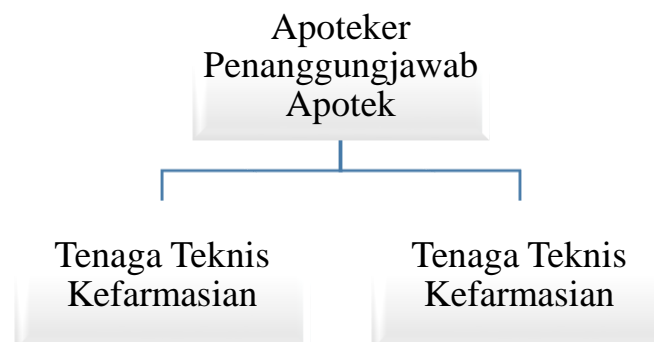 Apoteker
Penanggungjawab
Apotek
Tenaga Teknis
Kefarmasian
Tenaga Teknis
Kefarmasian